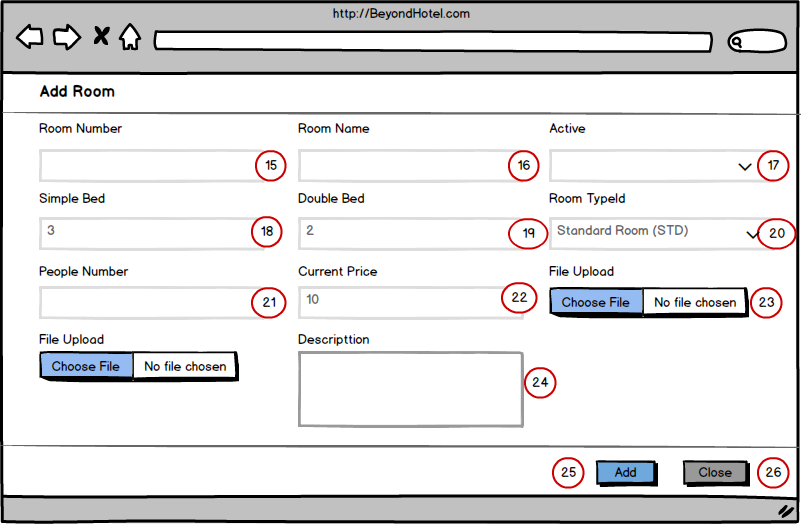 http://BeyondHotel.com
Add Room
Room Number Room Name Active
15 16 17
Simple Bed Double Bed Room TypeId
3 18 2 19 Standard Room (STD) 20
People Number Current Price File Upload
21 10 22 Choose File No file chosen 23
File Upload Descripttion
Choose File No file chosen
24
25 Add Close 26